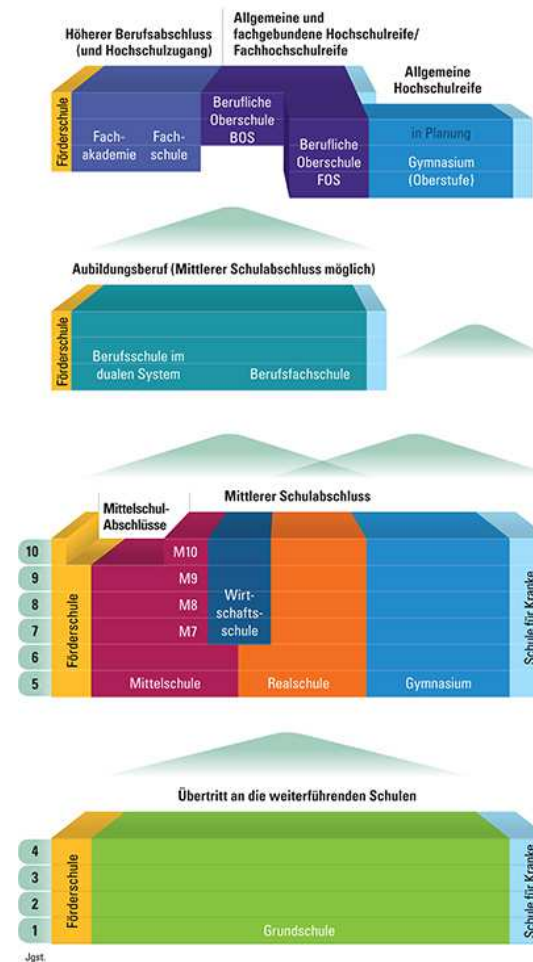 Höherer Berufsabschluss
(und Hochschulzugang)
Allgemeine und
fachgebundene Hochschulreife/
Fachhochschulreife
Allgemeine
Hochschulreife
Förderschule
Fach-
akademie
Fach-
schule
Berufliche
Oberschule
BOS
Berufliche
Oberschule
FOS
in Planung
Gymnasium
(Oberstufe)
Aubildungsberuf (Mittlerer Schulabschluss möglich)
Förderschule
Berufsschule im
dualen System
Berufsfachschule
Mittelschul-
Abschlüsse
Mittlerer Schulabschluss
10
9
8
7
6
5
Förderschule
M10
M9
M8
M7
Mittelschule
Wirt-
schafts-
schule
Realschule
Gymnasium
Schule für Kranke
Übertritt an die weiterführenden Schulen
4
3
2
1
Jgst.
Förderschule
Grundschule
Schule für Kranke